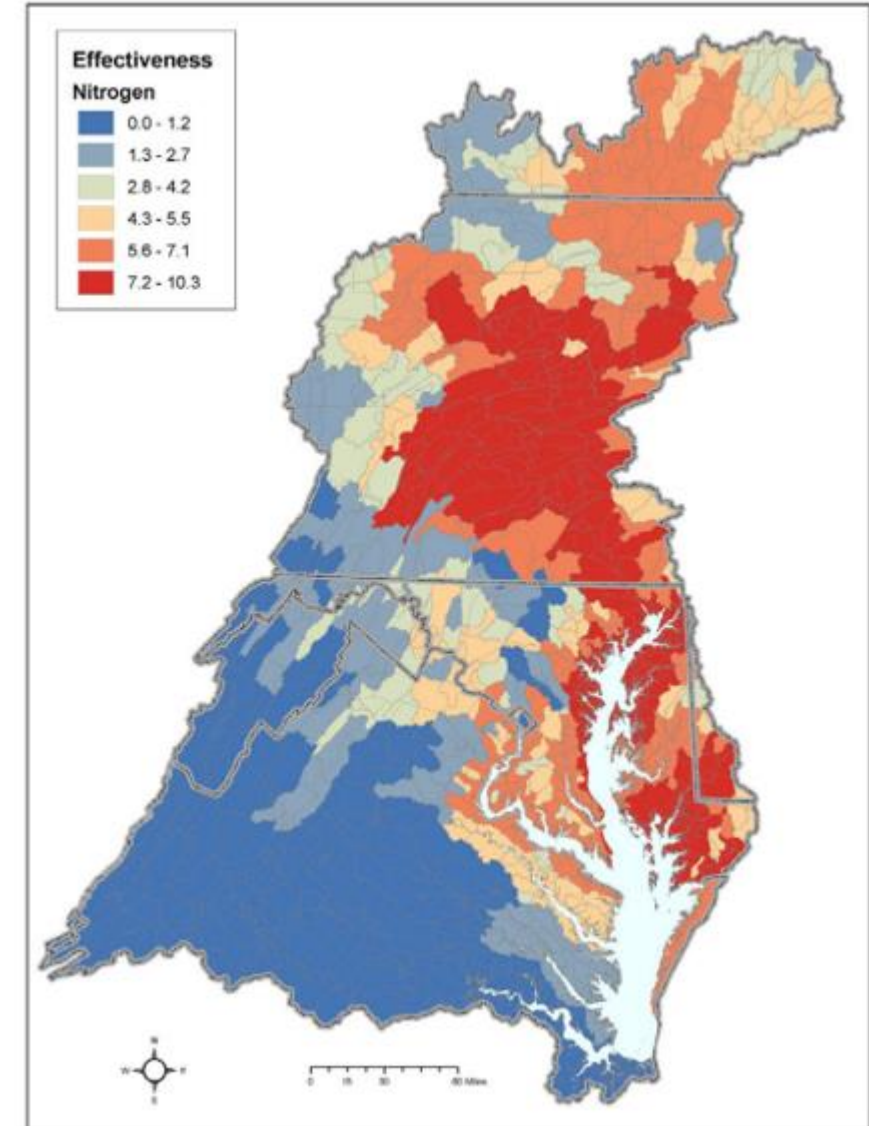 Effectiveness
Nitrogen
0.0 - 1.2
1.3 - 2.7
2.8 - 4.2
4.3 - 5.5
5.6 - 7.1
7.2 - 10.3
N
W
E
S
0 15 30 60 Miles